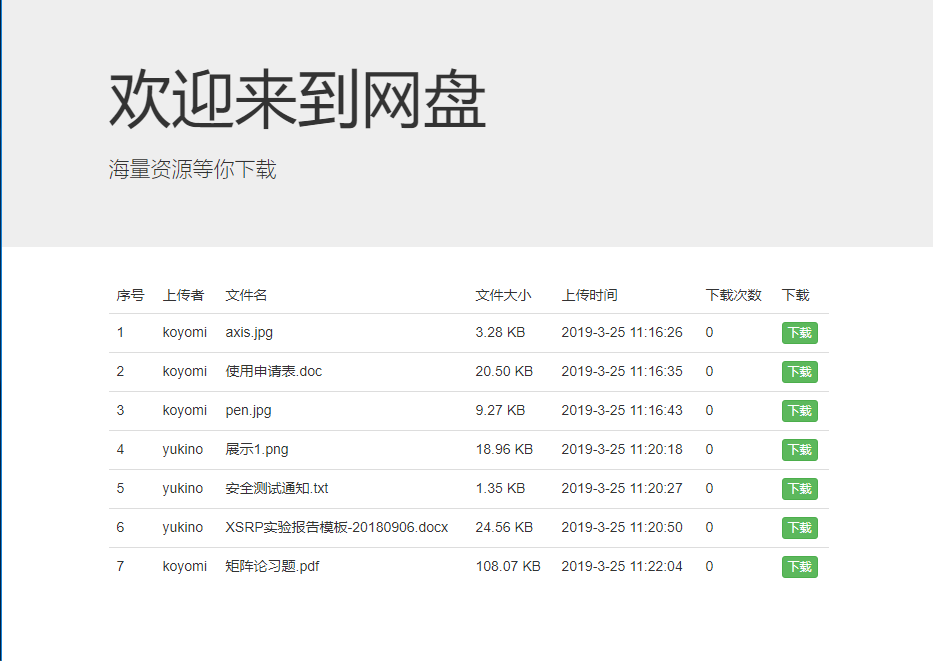 欢迎来到网盘
海量资源等你下载
序号 上传者 文件名 文件大小 上传时间 下载次数 下载
1 koyomi axis.jpg 3.28 KB 2019-3-25 11:16:26 0 下载
2 koyomi 使用申请表.doc 20.50 KB 2019-3-25 11:16:35 0 下载
3 koyomi pen.jpg 9.27 KB 2019-3-25 11:16:43 0 下载
4 yukino 展示1.png 18.96 KB 2019-3-25 11:20:18 0 下载
5 yukino 安全测试通知.txt 1.35 KB 2019-3-25 11:20:27 0 下载
6 yukino XSRP实验报告模板-20180906.docx 24.56 KB 2019-3-25 11:20:50 0 下载
7 koyomi 矩阵论习题.pdf 108.07 KB 2019-3-25 11:22:04 0 下载